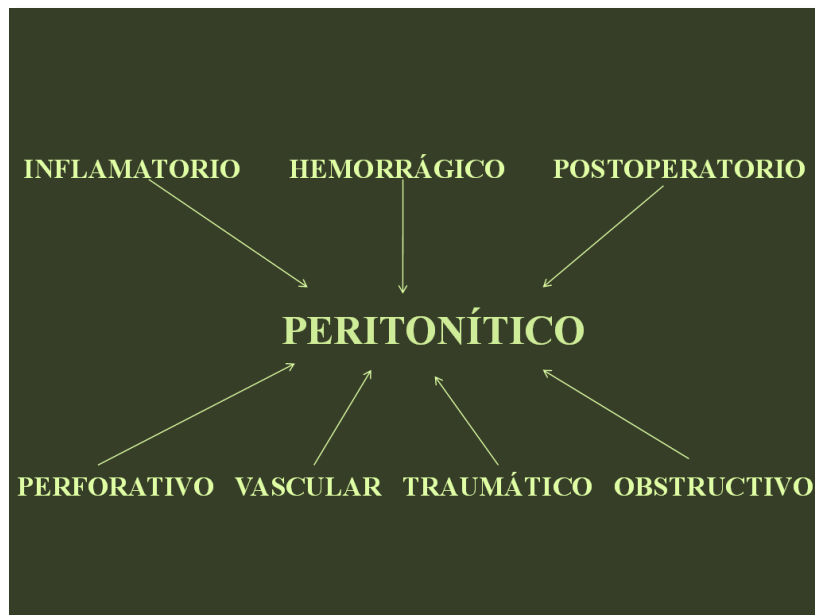 INFLAMATORIO HEMORRÁGICO POSTOPERATORIO
PERITONÍTICO
PERFORATIVO VASCULAR TRAUMÁTICO OBSTRUCTIVO